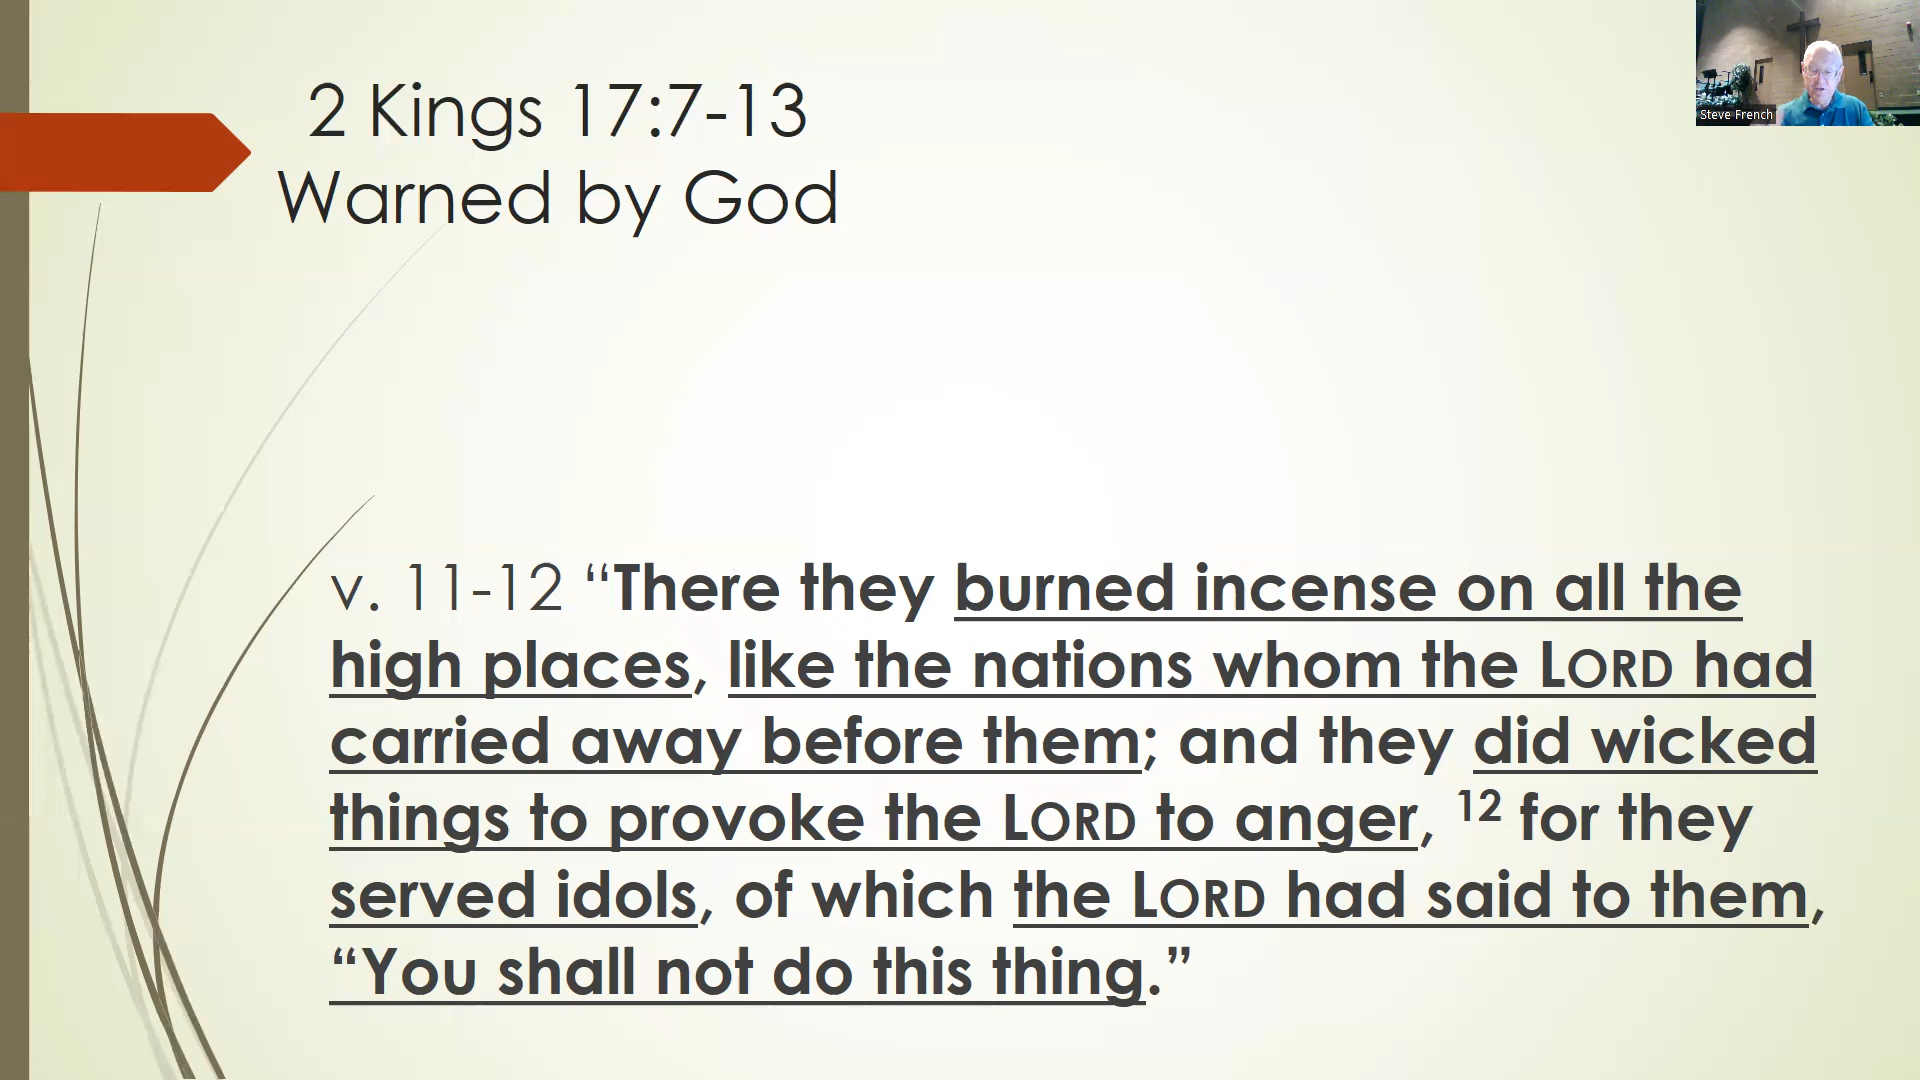 2 Kings 17:7-13
Warned by God
Steve French
v. 11-12 “There they burned incense on all the
high places, like the nations whom the LORD had
carried away before them; and they did wicked
things to provoke the LORD to anger, 12 for they
served idols, of which the LORD had said to them,
“You shall not do this thing.”